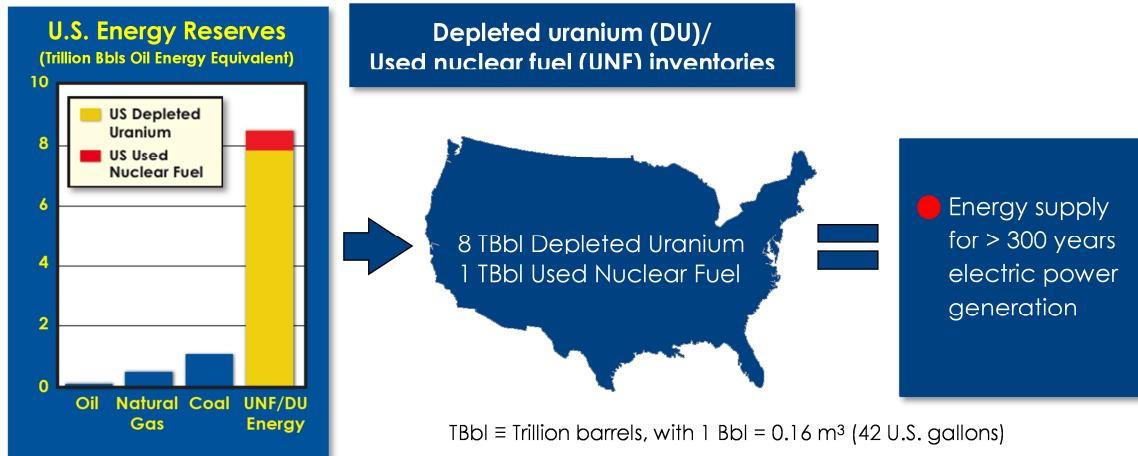 U.S. Energy Reserves
(Trillion Bbls Oil Energy Equivalent)
10
8
6
4
2
0
US Depleted
Uranium
US Used
Nuclear Fuel
Oil
Natural
Gas
Coal
UNF/DU
Energy
Depleted uranium (DU)/
Used nuclear fuel (UNF) inventories
8 TBbl Depleted Uranium
1 TBbl Used Nuclear Fuel
Energy supply
for > 300 years
electric power
generation
TBbl ≡ Trillion barrels, with 1 Bbl = 0.16 m³ (42 U.S. gallons)